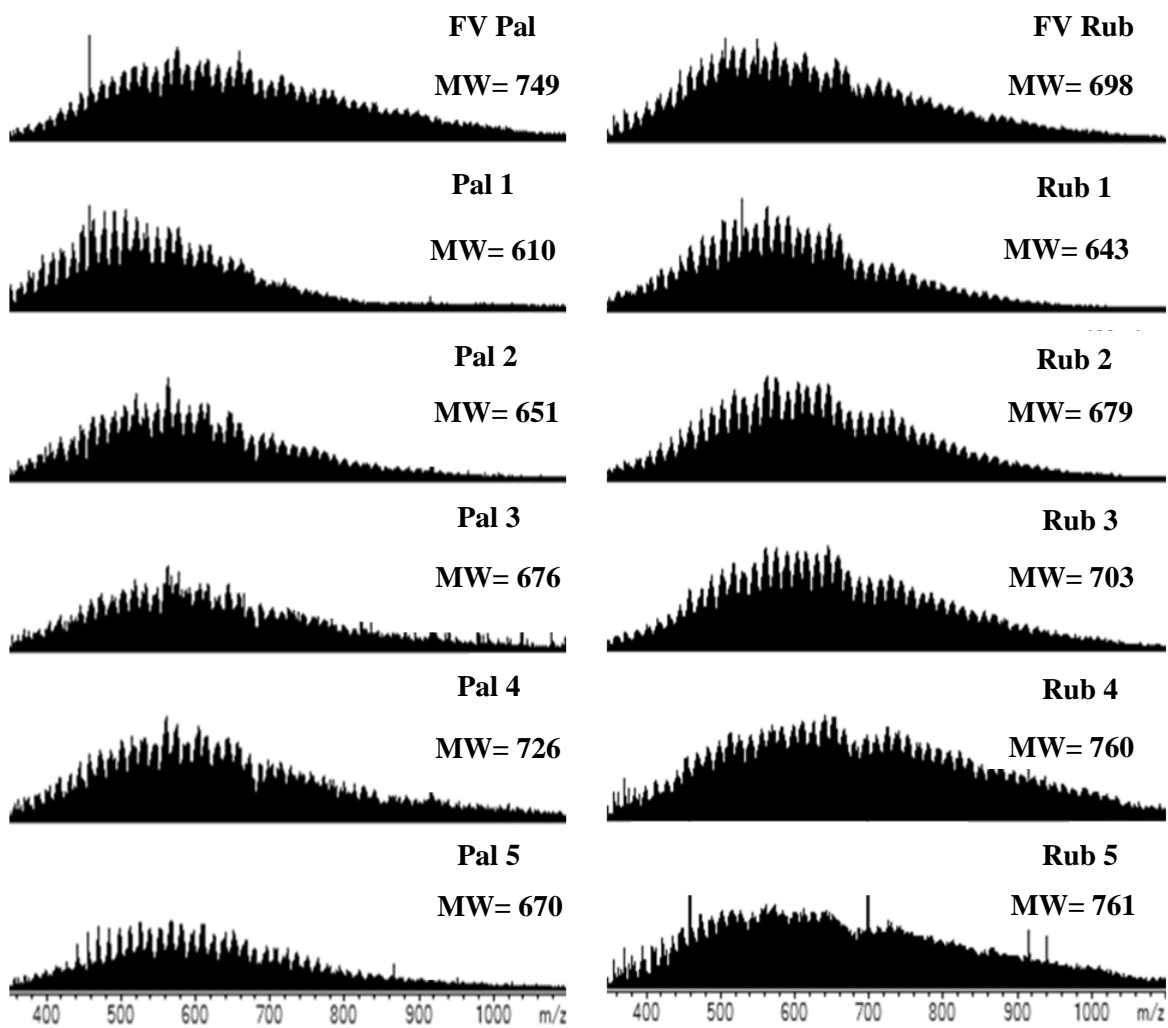 FV Pal
MW= 749
FV Rub
MW= 698
Pal 1
MW= 610
Rub 1
MW= 643
Pal 2
MW= 651
Rub 2
MW= 679
Pal 3
MW= 676
Rub 3
MW= 703
Pal 4
MW= 726
Rub 4
MW= 760
Pal 5
MW= 670
Rub 5
MW= 761
400 500 600 700 800 900 1000 m/z
400 500 600 700 800 900 1000 m/z